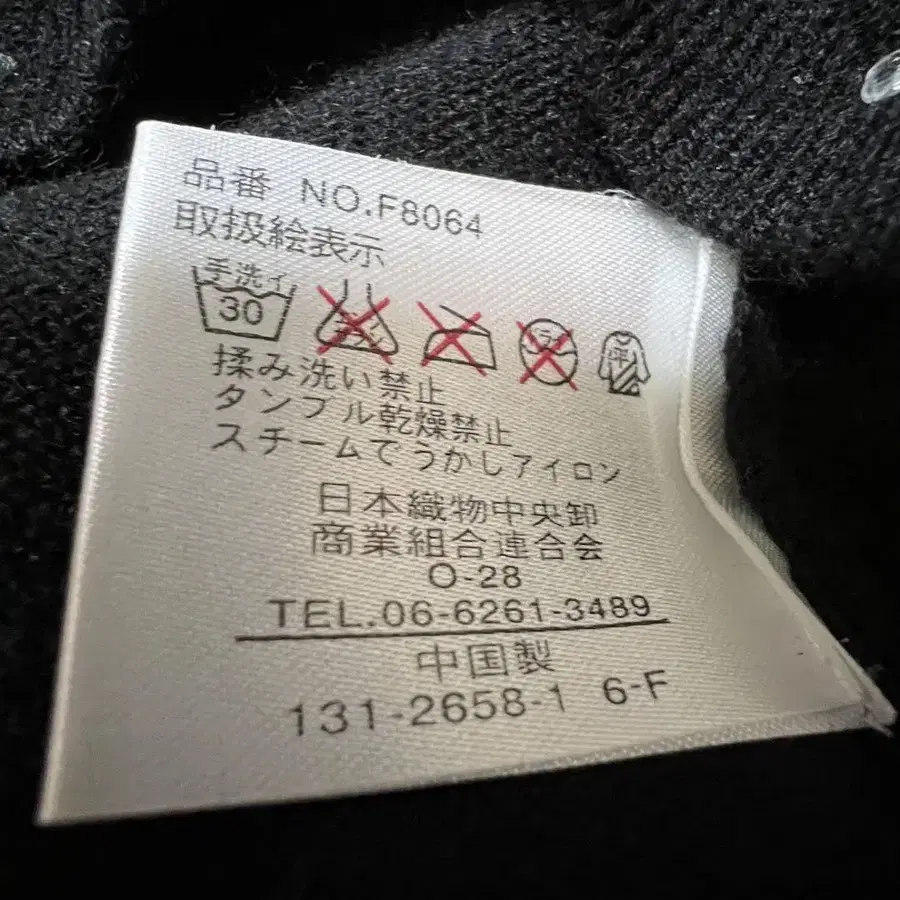 品番 NO.F8064
取扱絵表示
手洗イ
30
平
揉み洗い禁止
タンブル乾燥禁止
スチームでうかしアイロン
日本織物中央卸
商業組合連合会
O-28
TEL.06-6261-3489
中国製
131-2658-1 6-F